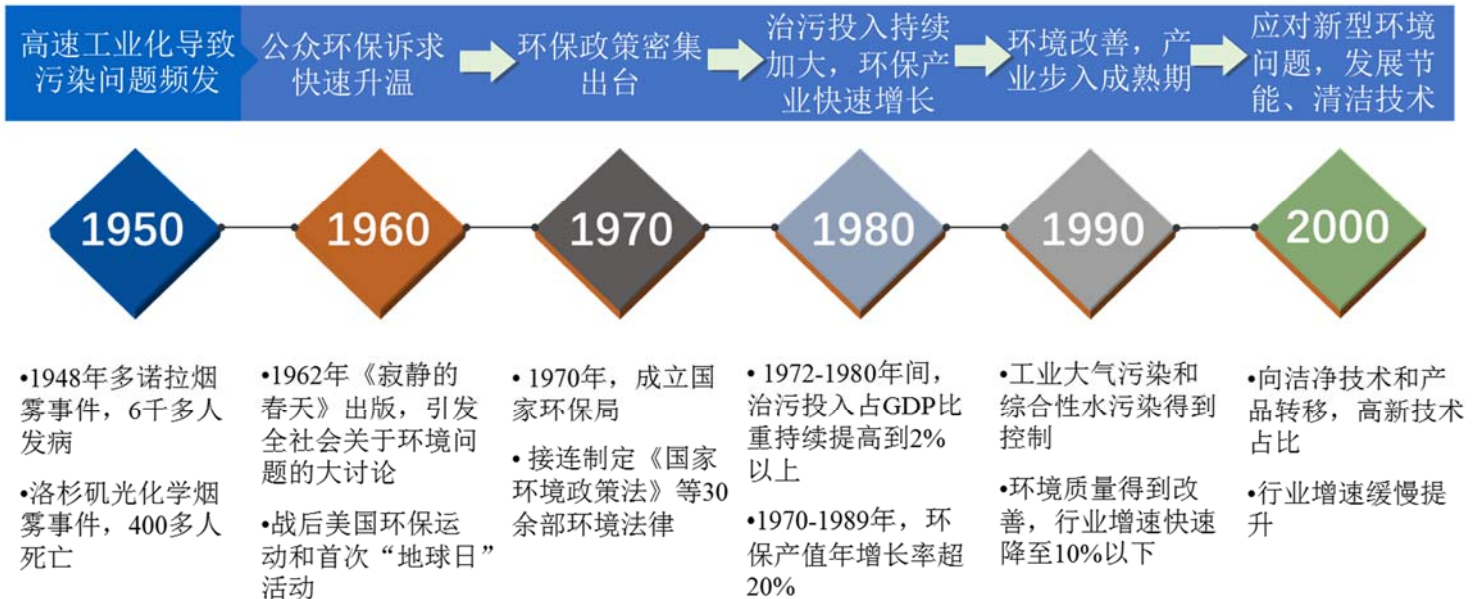 高速工业化导致
污染问题频发
公众环保诉求
快速升温
环保政策密集
出台
治污投入持续
加大，环保产
业快速增长
环境改善，产
业步入成熟期
应对新型环境
问题，发展节
能、清洁技术
1950
1960
1970
1980
1990
2000
•1948年多诺拉烟
雾事件，6千多人
发病
•洛杉矶光化学烟
雾事件，400多人
死亡
•1962年《寂静的
春天》出版，引发
全社会关于环境问
题的大讨论
•战后美国环保运
动和首次“地球日”
活动
• 1970年，成立国
家环保局
• 接连制定《国家
环境政策法》等30
余部环境法律
• 1972-1980年间，
治污投入占GDP比
重持续提高到2%
以上
•1970-1989年，环
保产值年增长率超
20%
•工业大气污染和
综合性水污染得到
控制
•环境质量得到改
善，行业增速快速
降至10%以下
•向洁净技术和产
品转移，高新技术
占比
•行业增速缓慢提
升